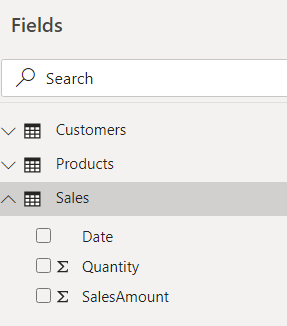 Fields
Search
Customers
Products
Sales
Date
Σ Quantity
Σ SalesAmount